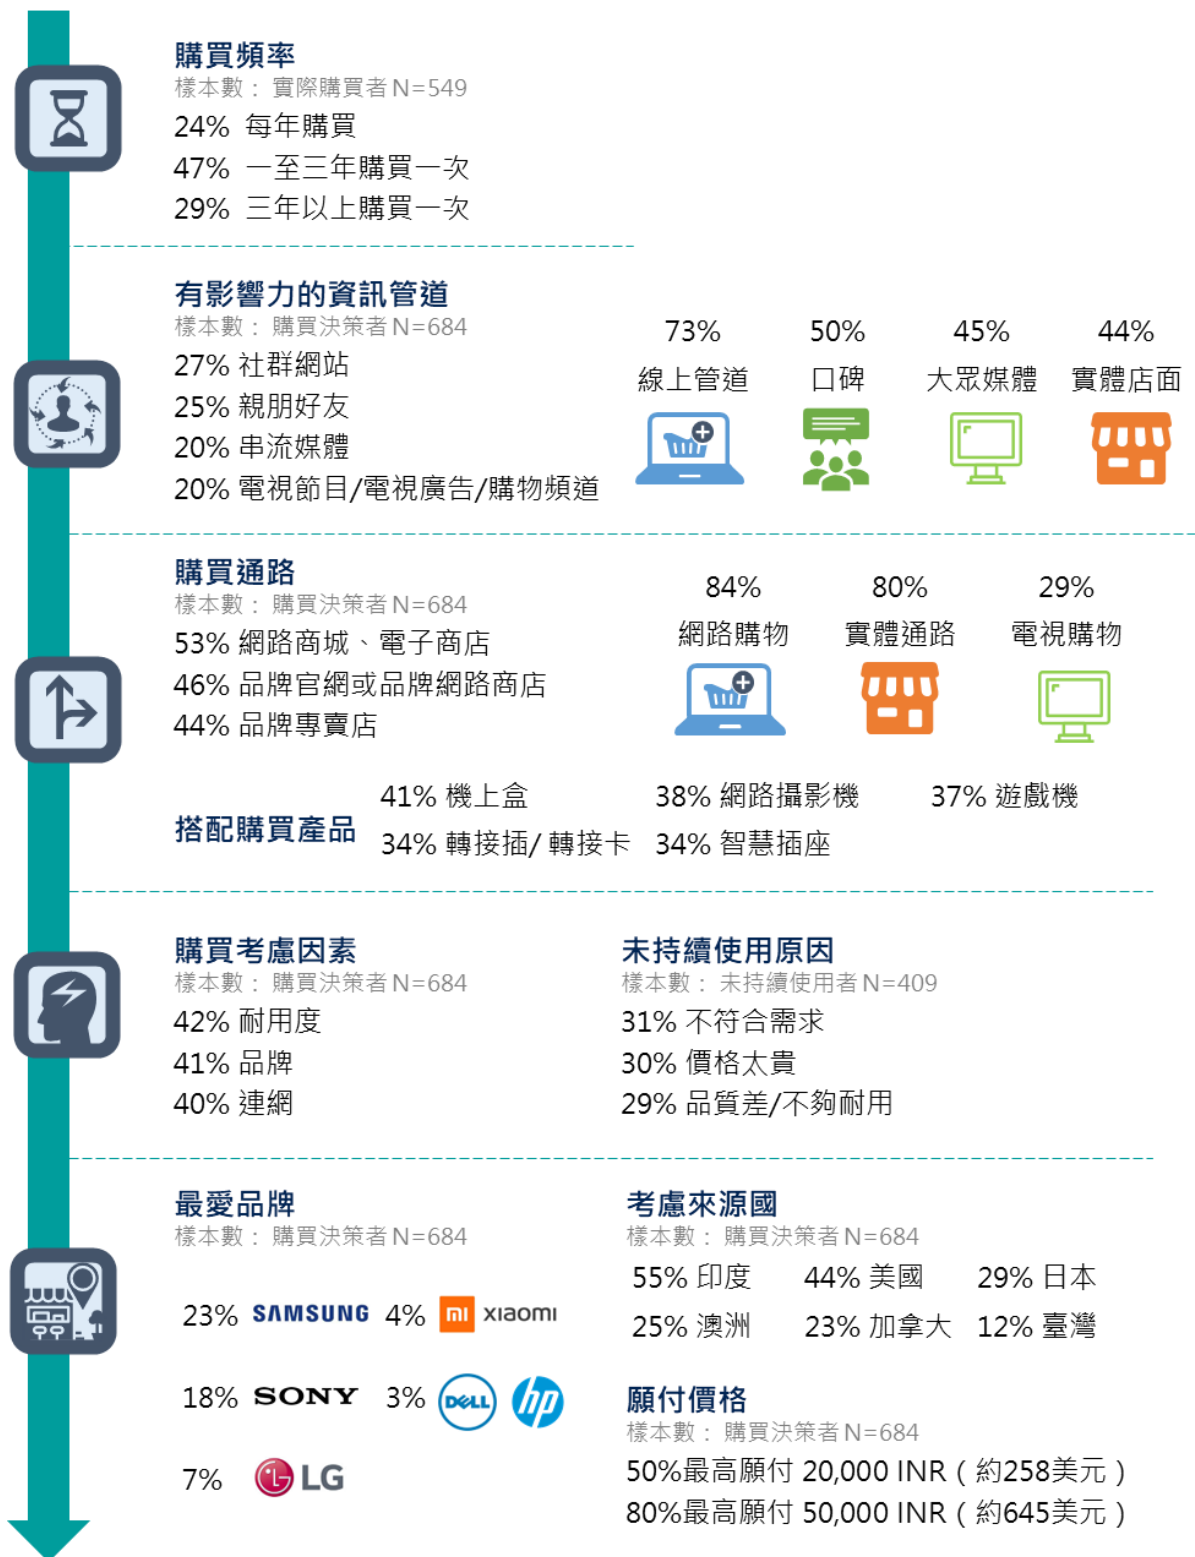 購買頻率
樣本數：實際購買者 N=549
24% 每年購買
47% 一至三年購買一次
29% 三年以上購買一次
有影響力的資訊管道
樣本數：購買決策者 N=684
27% 社群網站
25% 親朋好友
20% 串流媒體
20% 電視節目/電視廣告/購物頻道
73% 50% 45% 44%
線上管道 口碑 大眾媒體 實體店面
購買通路
樣本數：購買決策者 N=684
53% 網路商城、電子商店
46% 品牌官網或品牌網路商店
44% 品牌專賣店
84% 80% 29%
網路購物 實體通路 電視購物
搭配購買產品
41% 機上盒 38% 網路攝影機 37% 遊戲機
34% 轉接插/ 轉接卡 34% 智慧插座
購買考慮因素
樣本數：購買決策者 N=684
42% 耐用度
41% 品牌
40% 連網
未持續使用原因
樣本數：未持續使用者 N=409
31% 不符合需求
30% 價格太貴
29% 品質差/不夠耐用
最愛品牌
樣本數：購買決策者 N=684
23% SAMSUNG 4% mi xiaomi
18% SONY 3% DELL hp
7% LG
考慮來源國
樣本數：購買決策者 N=684
55% 印度 44% 美國 29% 日本
25% 澳洲 23% 加拿大 12% 臺灣
願付價格
樣本數：購買決策者 N=684
50%最高願付 20,000 INR（約258美元）
80%最高願付 50,000 INR（約645美元）